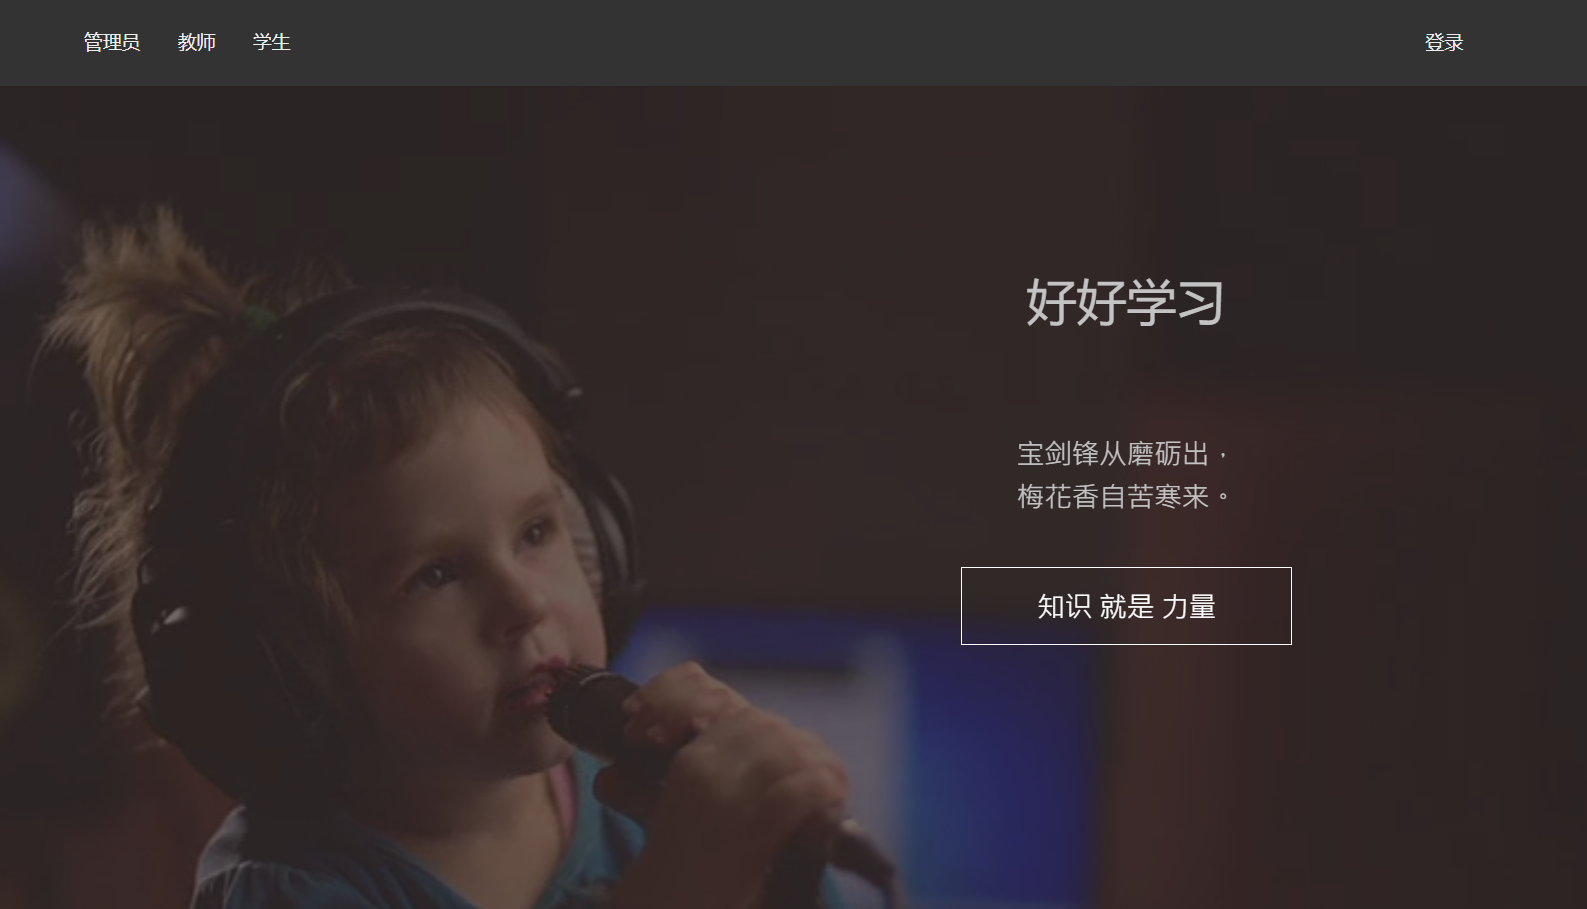 管理员 教师 学生 登录
好好学习
宝剑锋从磨砺出，
梅花香自苦寒来。
知识 就是 力量